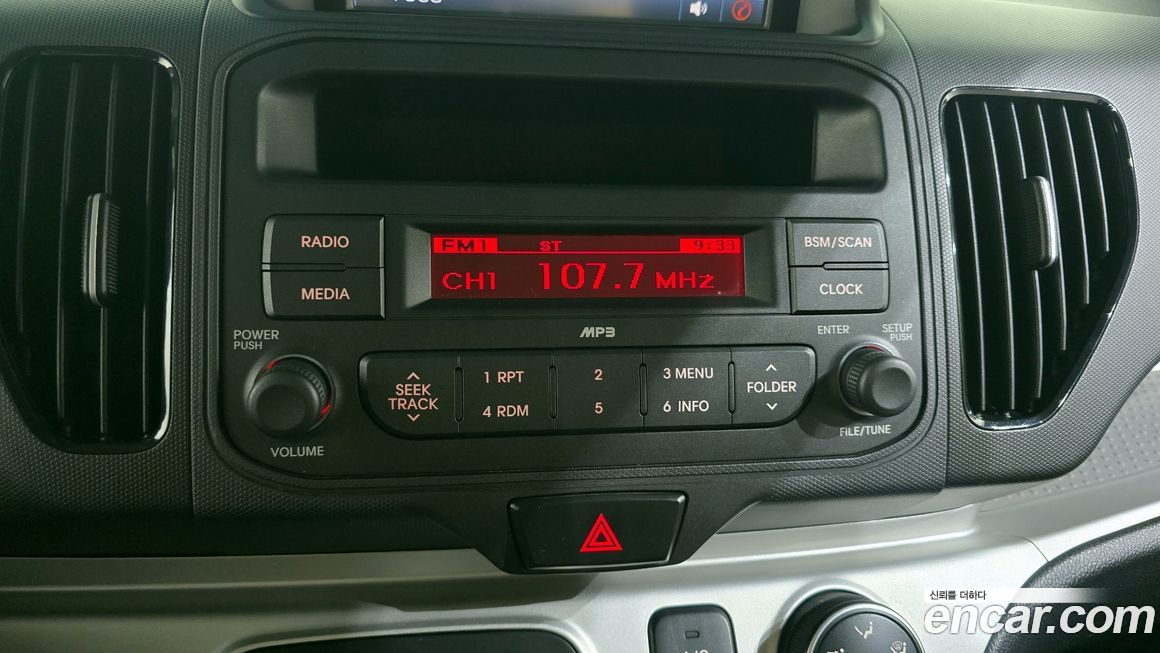 RADIO
MEDIA
FM1 ST 9:33
CH1 107.7 MHz
BSM/SCAN
CLOCK
MP3
POWER
PUSH
VOLUME
SEEK
TRACK
1 RPT
2
3 MENU
4 RDM
5
6 INFO
FOLDER
ENTER
SETUP
PUSH
FILE/TUNE
신뢰를 더하다
encar.com